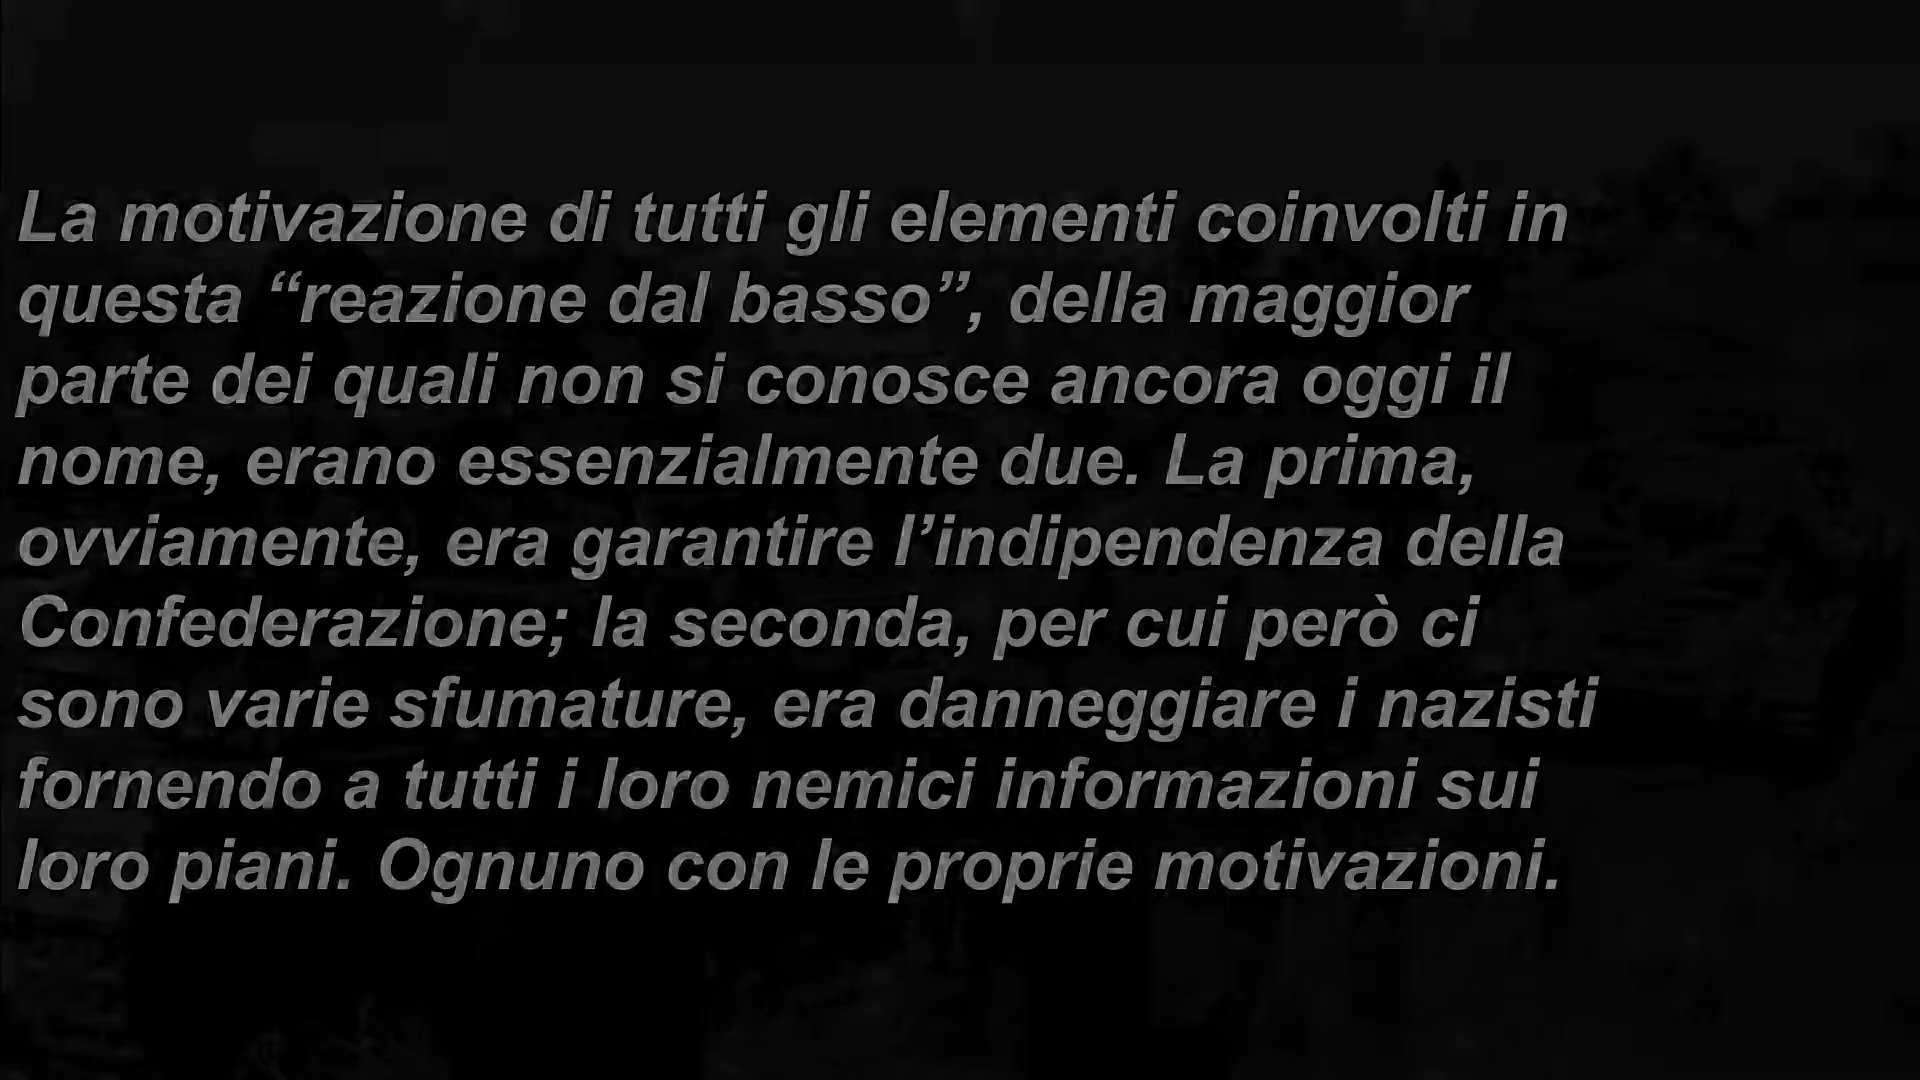 La motivazione di tutti gli elementi coinvolti in
questa “reazione dal basso”, della maggior
parte dei quali non si conosce ancora oggi il
nome, erano essenzialmente due. La prima,
ovviamente, era garantire l’indipendenza della
Confederazione; la seconda, per cui però ci
sono varie sfumature, era danneggiare i nazisti
fornendo a tutti i loro nemici informazioni sui
loro piani. Ognuno con le proprie motivazioni.